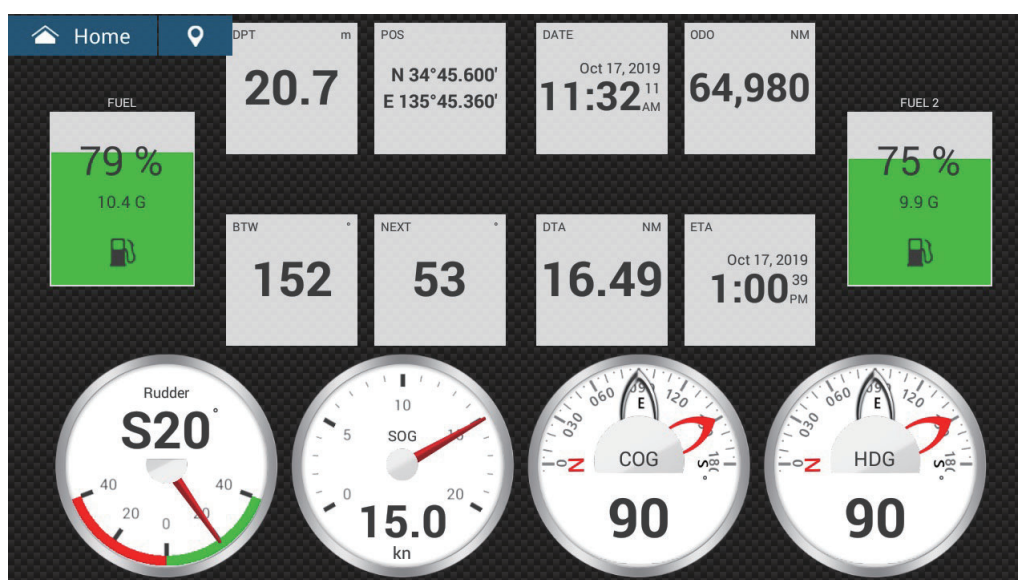 Home
DPT m
20.7
POS
N 34°45.600'
E 135°45.360'
DATE
Oct 17, 2019
11:32 11 AM
ODO NM
64,980
FUEL
79 %
10.4 G
FUEL 2
75 %
9.9 G
BTW °
152
NEXT °
53
DTA NM
16.49
ETA
Oct 17, 2019
1:00 39 PM
Rudder
S20°
40 20 0 20 40
0 5 10 15 20
SOG
15.0
kn
0 030 060 090 120 180
N E S
COG °
90
0 030 060 090 120 180
N E S
HDG °
90